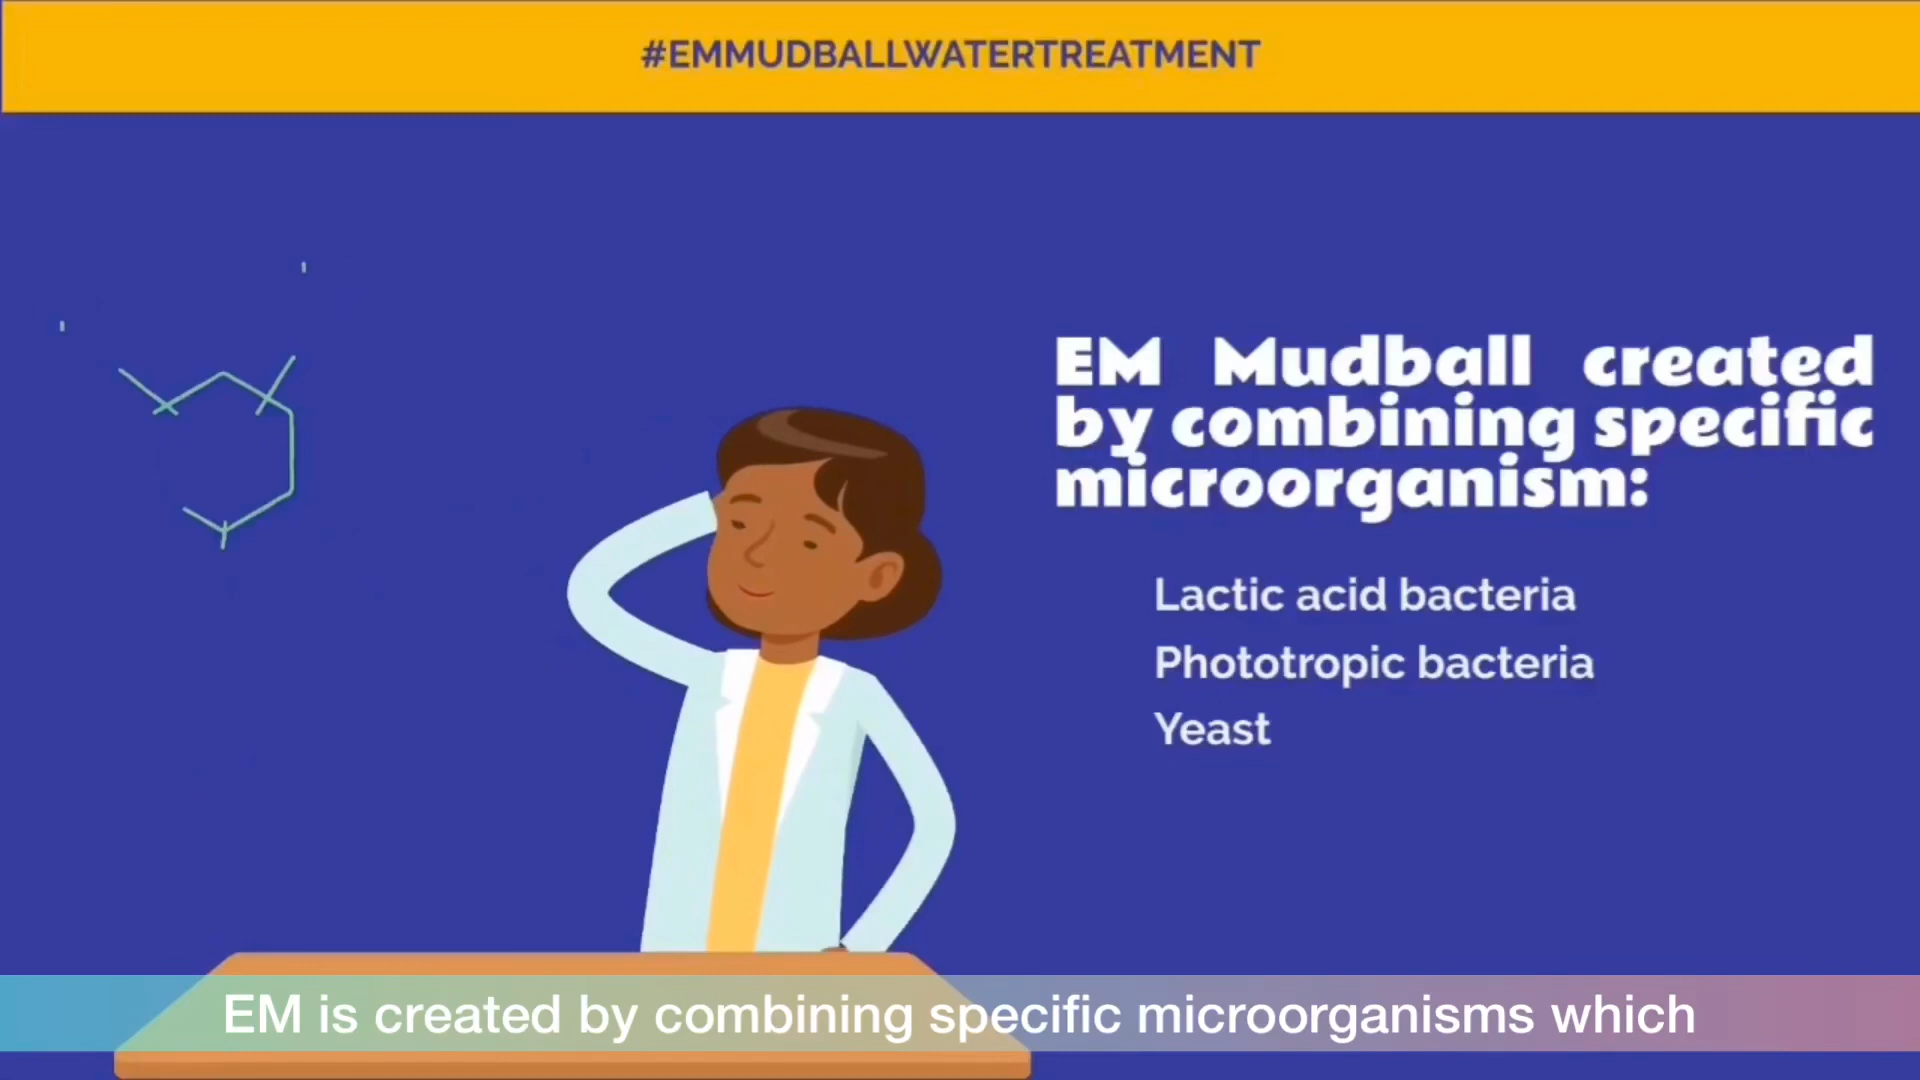 #EMMUDBALLWATERTREATMENT
EM Mudball created
by combining specific
microorganism:
Lactic acid bacteria
Phototropic bacteria
Yeast
EM is created by combining specific microorganisms which